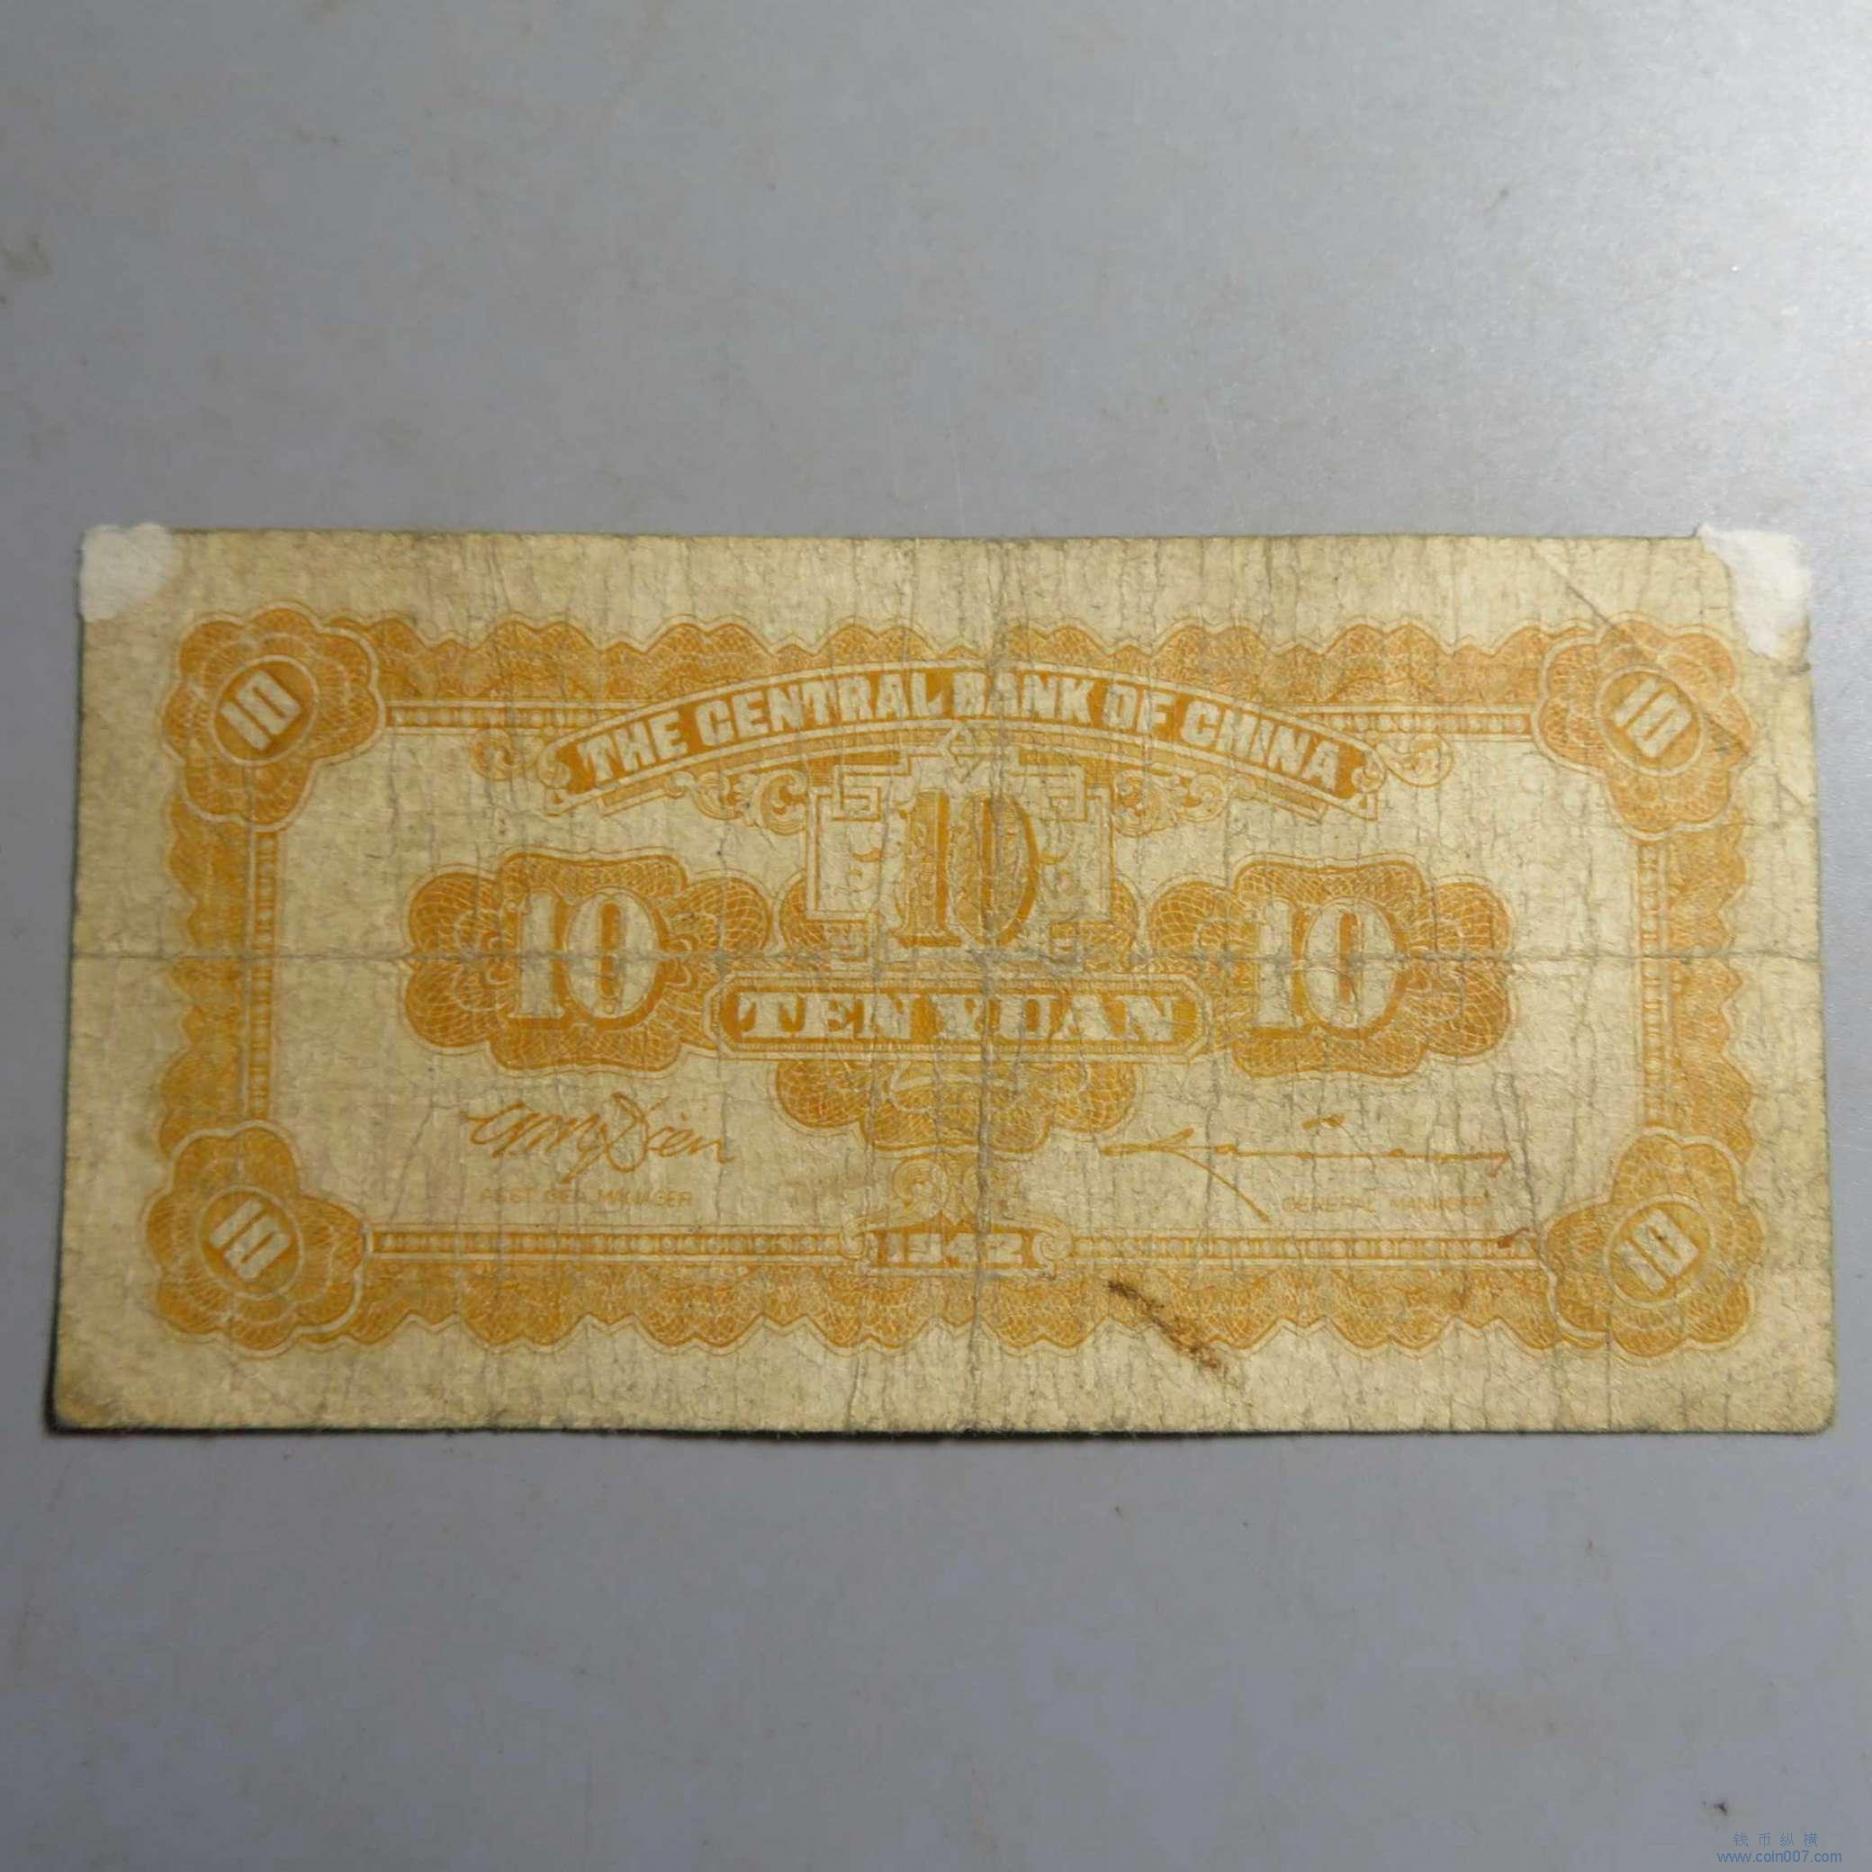 10 10
THE CENTRAL BANK OF CHINA
10
10 10
TEN YUAN
ASST GEN. MANAGER GENERAL MANAGER
10 1942 10
钱币纵横
www.coin007.com